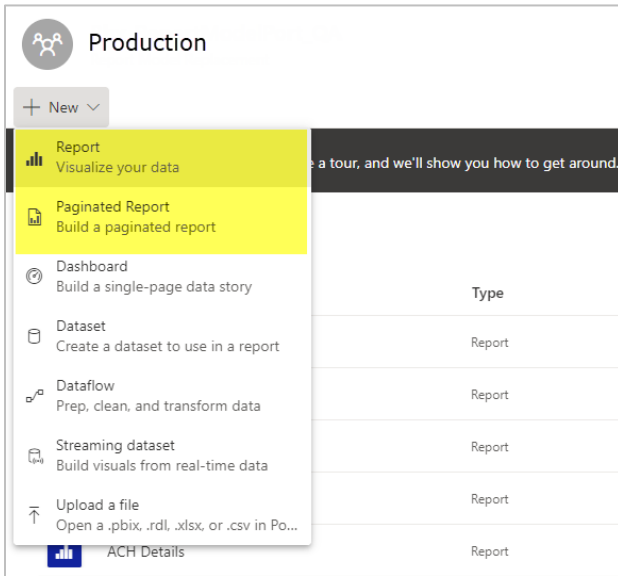 Production
New
Report
Visualize your data
e a tour, and we'll show you how to get around.
Paginated Report
Build a paginated report
Dashboard
Build a single-page data story
Type
Dataset
Create a dataset to use in a report
Report
Dataflow
Prep, clean, and transform data
Report
Streaming dataset
Build visuals from real-time data
Report
Upload a file
Open a .pbix, .rdl, .xlsx, or .csv in Po...
Report
ACH Details
Report